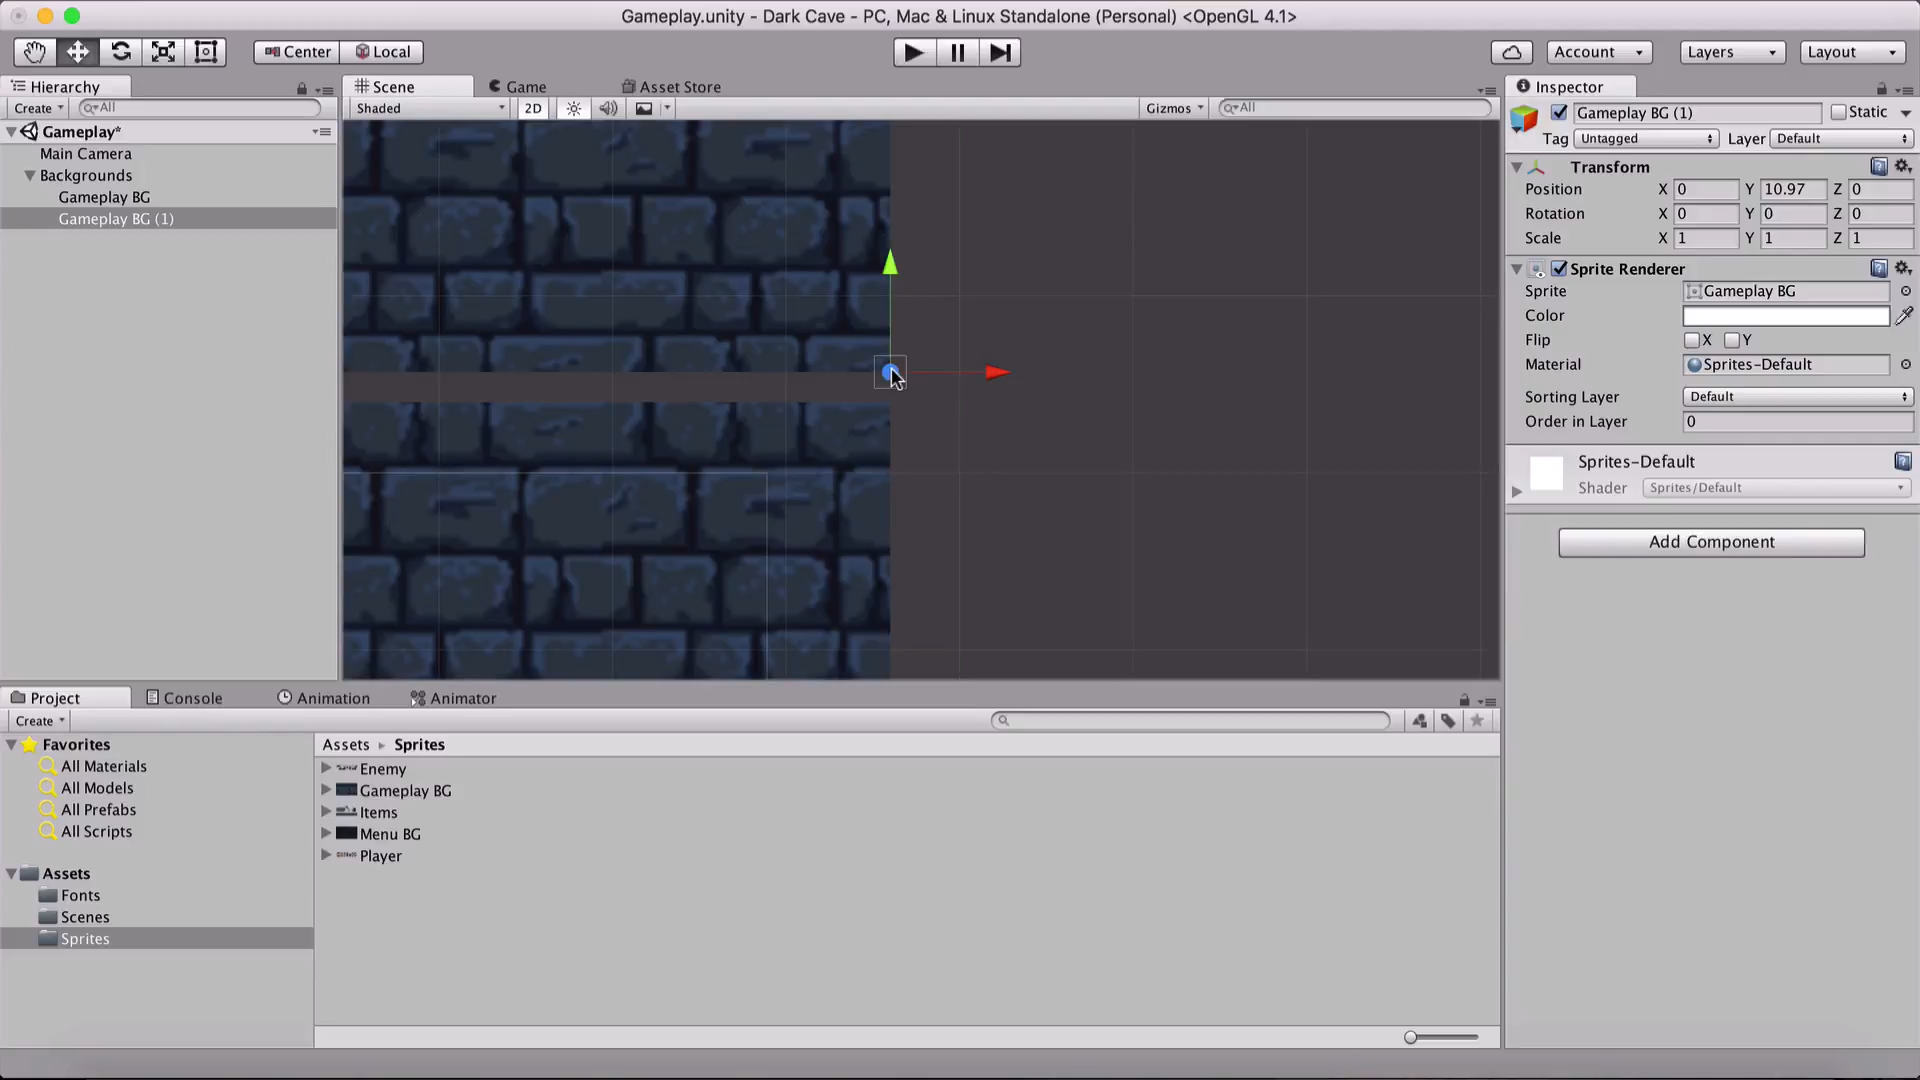 Gameplay.unity - Dark Cave - PC, Mac & Linux Standalone (Personal) <OpenGL 4.1>
Center Local Account Layers Layout
Hierarchy Scene Game Asset Store Inspector
Create All Shaded 2D Gizmos All
Gameplay BG (1) Static
Tag Untagged Layer Default
Gameplay*
Main Camera
Backgrounds
Gameplay BG
Gameplay BG (1)
Transform
Position X 0 Y 10.97 Z 0
Rotation X 0 Y 0 Z 0
Scale X 1 Y 1 Z 1
Sprite Renderer
Sprite Gameplay BG
Color
Flip X Y
Material Sprites-Default
Sorting Layer Default
Order in Layer 0
Sprites-Default
Shader Sprites/Default
Add Component
Project Console Animation Animator
Create
Favorites
All Materials
All Models
All Prefabs
All Scripts
Assets
Fonts
Scenes
Sprites
Assets Sprites
Enemy
Gameplay BG
Items
Menu BG
Player